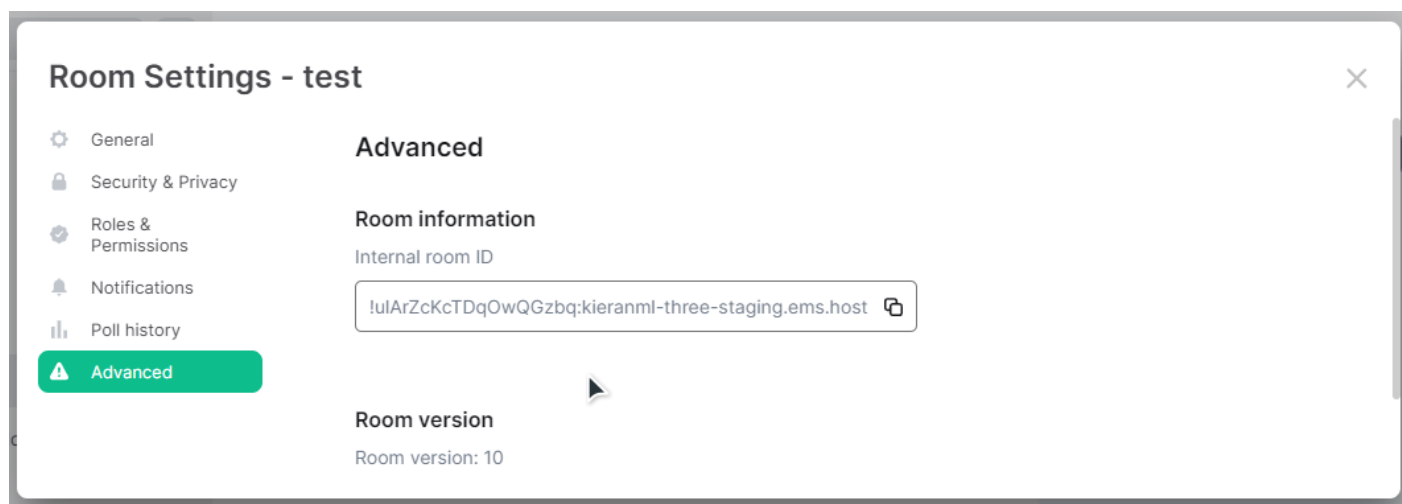 Room Settings - test
General
Security & Privacy
Roles &
Permissions
Notifications
Poll history
Advanced
Advanced
Room information
Internal room ID
!ulArZcKcTDqOwQGzbq:kieranml-three-staging.ems.host
Room version
Room version: 10